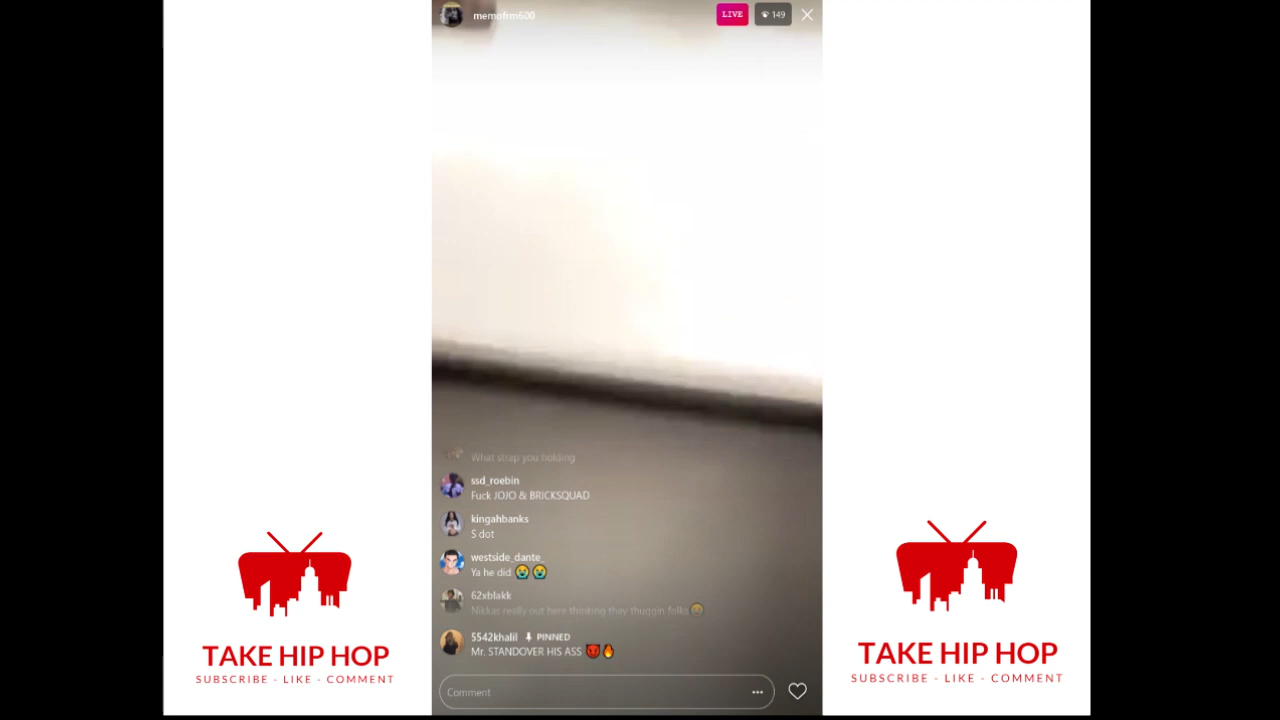 memofrm600
LIVE
149
What strap you holding
ssd_roebin
Fuck JOJO & BRICKSQUAD
kingahbanks
S dot
westside_dante_
Ya he did 😭 😭
62xblakk
Nikkas really out here thinking they thuggin folks 😂
5542khalil PINNED
Mr. STANDOVER HIS ASS 👿🔥
Comment
TAKE HIP HOP
SUBSCRIBE - LIKE - COMMENT
TAKE HIP HOP
SUBSCRIBE - LIKE - COMMENT